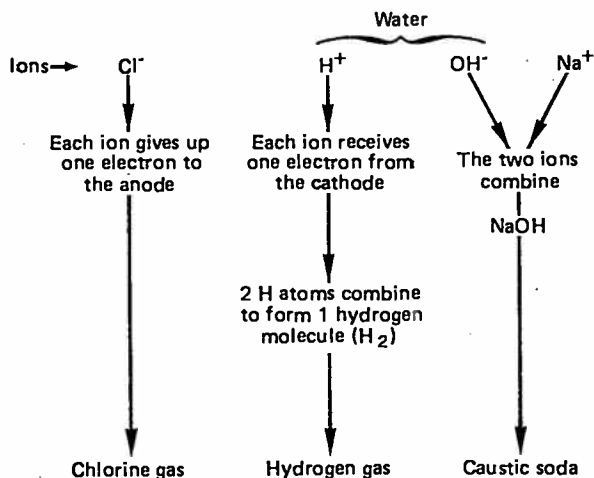 Water
Ions→ Cl⁻ H⁺ OH⁻ Na⁺
Each ion gives up
one electron to
the anode
Each ion receives
one electron from
the cathode
The two ions
combine
NaOH
2 H atoms combine
to form 1 hydrogen
molecule (H₂)
Chlorine gas
Hydrogen gas
Caustic soda